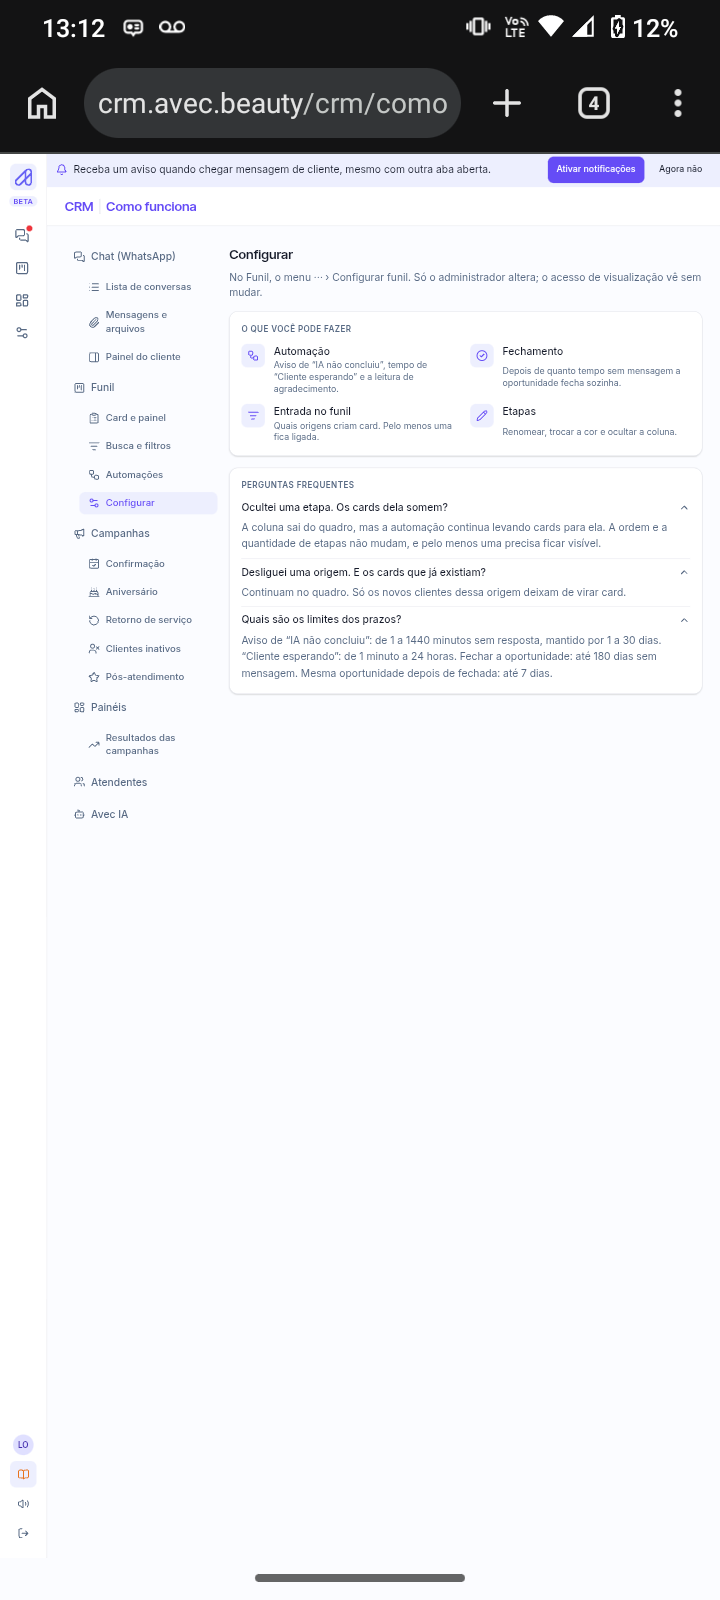 13:12
Vo
LTE
12%
crm.avec.beauty/crm/como
4
Receba um aviso quando chegar mensagem de cliente, mesmo com outra aba aberta.
Ativar notificações
Agora não
BETA
CRM
Como funciona
Chat (WhatsApp)
Lista de conversas
Mensagens e
arquivos
Painel do cliente
Funil
Card e painel
Busca e filtros
Automações
Configurar
Campanhas
Confirmação
Aniversário
Retorno de serviço
Clientes inativos
Pós-atendimento
Painéis
Resultados das
campanhas
Atendentes
Avec IA
Configurar
No Funil, o menu ··· › Configurar funil. Só o administrador altera; o acesso de visualização vê sem
mudar.
O QUE VOCÊ PODE FAZER
Automação
Aviso de “IA não concluiu”, tempo de
“Cliente esperando” e a leitura de
agradecimento.
Fechamento
Depois de quanto tempo sem mensagem a
oportunidade fecha sozinha.
Entrada no funil
Quais origens criam card. Pelo menos uma
fica ligada.
Etapas
Renomear, trocar a cor e ocultar a coluna.
PERGUNTAS FREQUENTES
Ocultei uma etapa. Os cards dela somem?
A coluna sai do quadro, mas a automação continua levando cards para ela. A ordem e a
quantidade de etapas não mudam, e pelo menos uma precisa ficar visível.
Desliguei uma origem. E os cards que já existiam?
Continuam no quadro. Só os novos clientes dessa origem deixam de virar card.
Quais são os limites dos prazos?
Aviso de “IA não concluiu”: de 1 a 1440 minutos sem resposta, mantido por 1 a 30 dias.
“Cliente esperando”: de 1 minuto a 24 horas. Fechar a oportunidade: até 180 dias sem
mensagem. Mesma oportunidade depois de fechada: até 7 dias.
LO